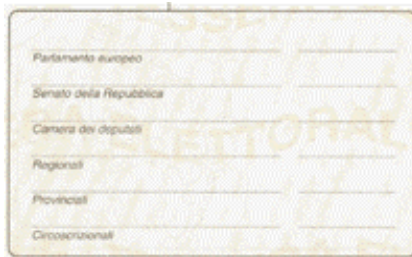 Parlamento europeo
Senato della Repubblica
Camera dei deputati
Regionali
Provinciali
Circoscrizionali